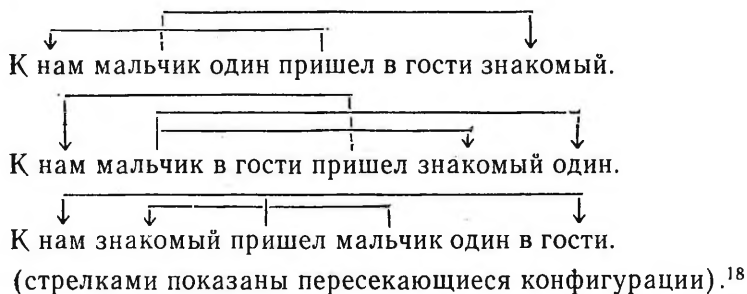 К нам мальчик один пришел в гости знакомый.
К нам мальчик в гости пришел знакомый один.
К нам знакомый пришел мальчик один в гости.
(стрелками показаны пересекающиеся конфигурации).¹⁸